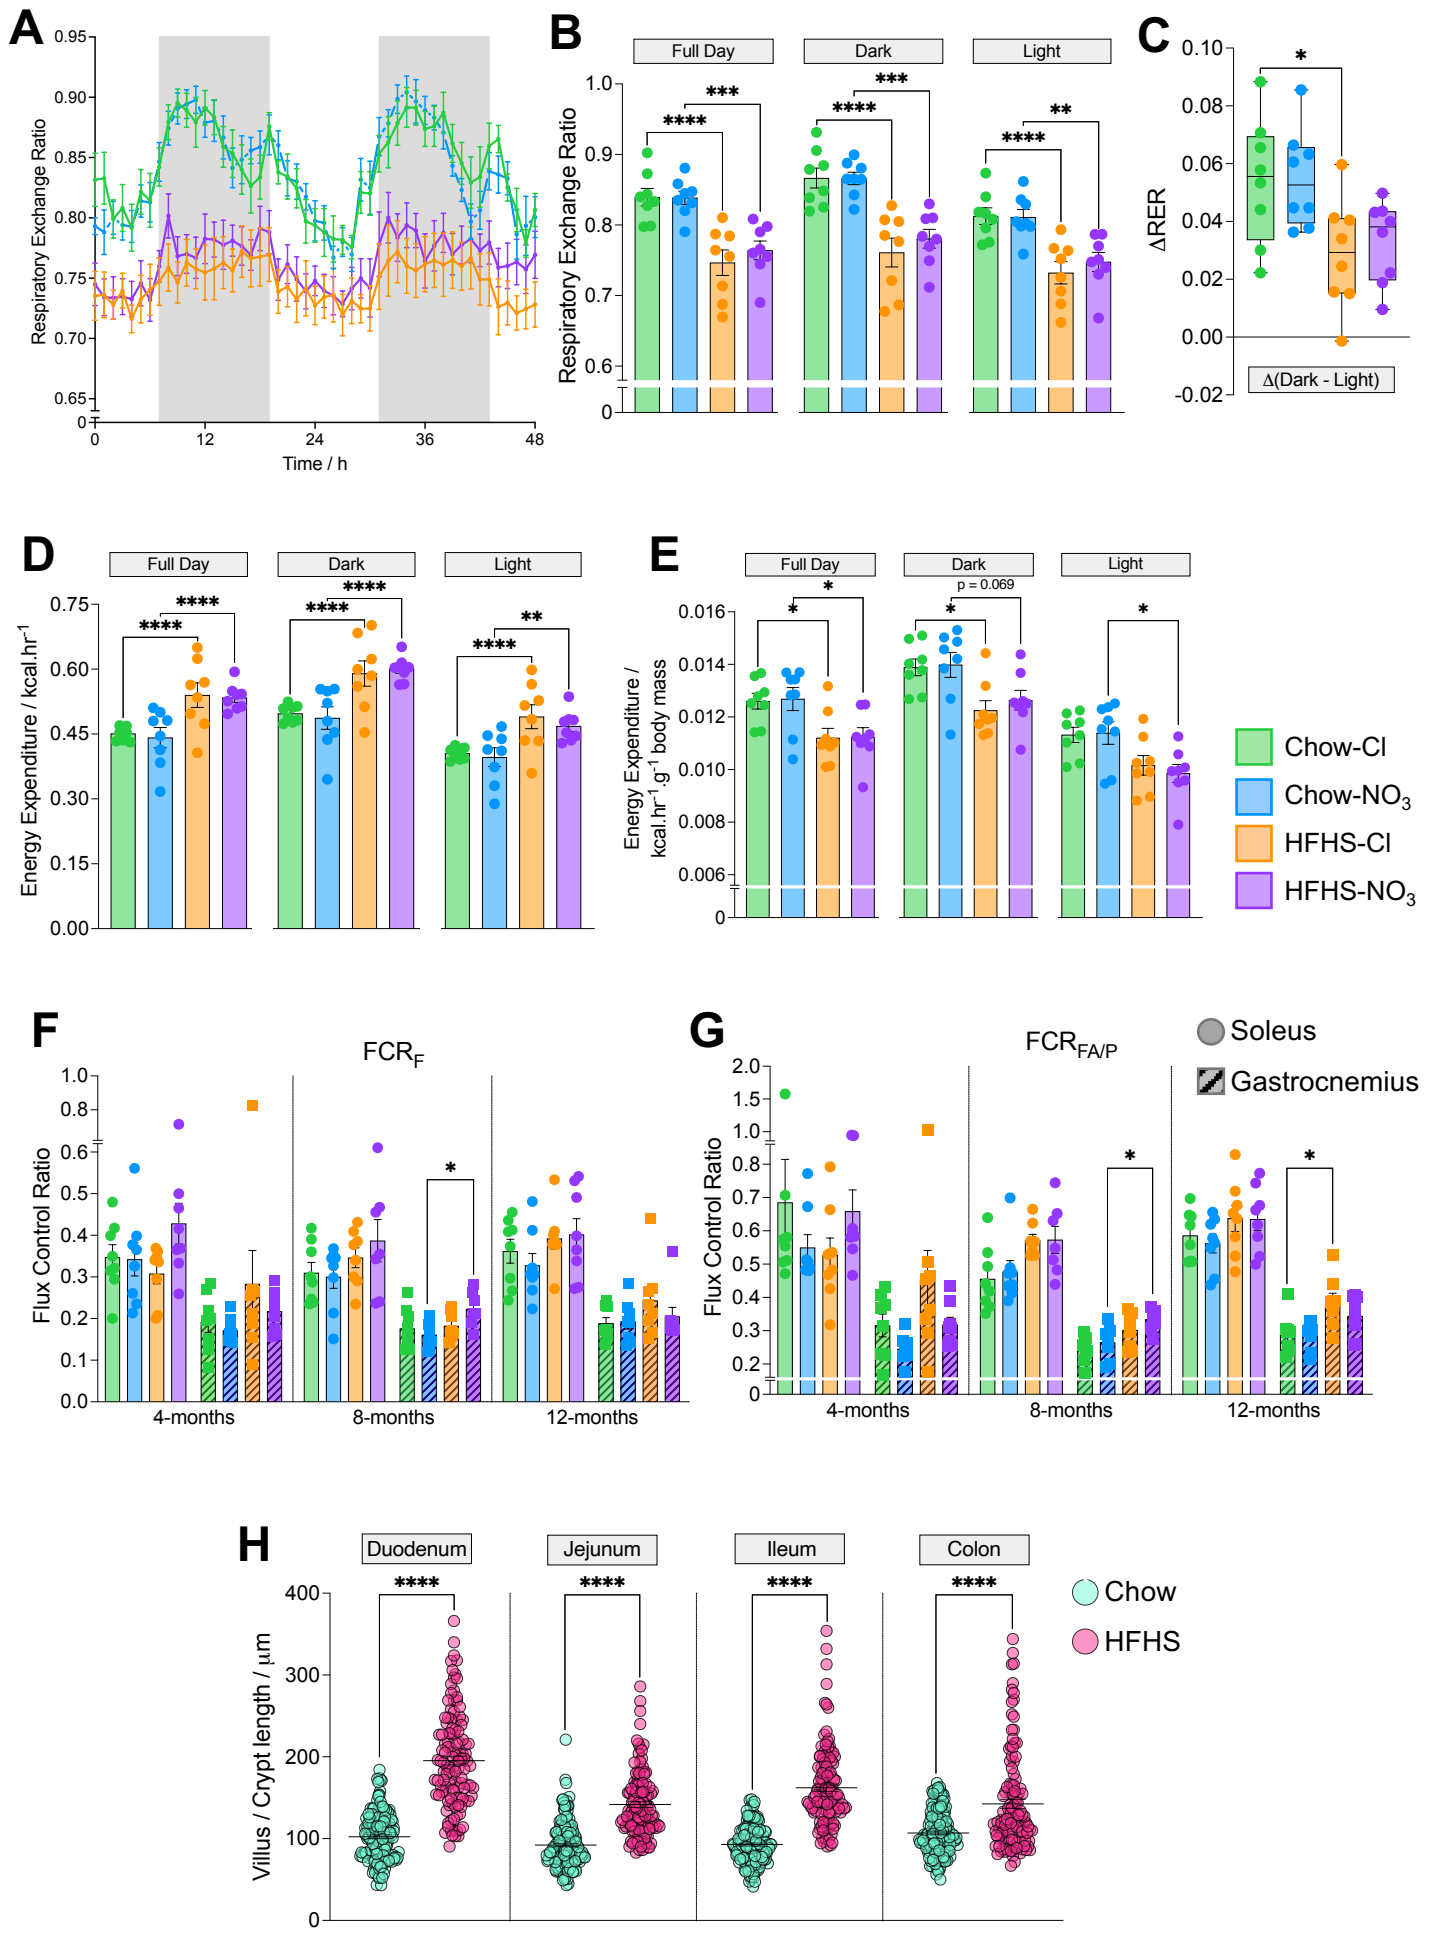 A
0.95
0.90
0.85
0.80
0.75
0.70
0.65
0
0 12 24 36 48
Respiratory Exchange Ratio
Time / h
B
Full Day Dark Light
1.0
0.9
0.8
0.7
0.6
0
Respiratory Exchange Ratio
**** *** **** *** **** **
C
0.10
0.08
0.06
0.04
0.02
0.00
-0.02
ΔRER
*
Δ(Dark - Light)
D
Full Day Dark Light
0.75
0.60
0.45
0.30
0.15
0.00
Energy Expenditure / kcal.hr⁻¹
**** **** **** **** **** **
E
Full Day Dark Light
0.016
0.014
0.012
0.010
0.008
0.006
0
Energy Expenditure /
kcal.hr⁻¹.g⁻¹ body mass
* * * p = 0.069 *
Chow-Cl
Chow-NO₃
HFHS-Cl
HFHS-NO₃
F
FCR_F
1.0
0.8
0.6
0.5
0.4
0.3
0.2
0.1
0.0
Flux Control Ratio
*
4-months 8-months 12-months
G
FCR_FA/P
2.0
1.5
1.0
0.8
0.7
0.6
0.5
0.4
0.3
0.2
0
Flux Control Ratio
* *
4-months 8-months 12-months
Soleus
Gastrocnemius
H
Duodenum Jejunum Ileum Colon
**** **** **** ****
400
300
200
100
0
Villus / Crypt length / μm
Chow
HFHS